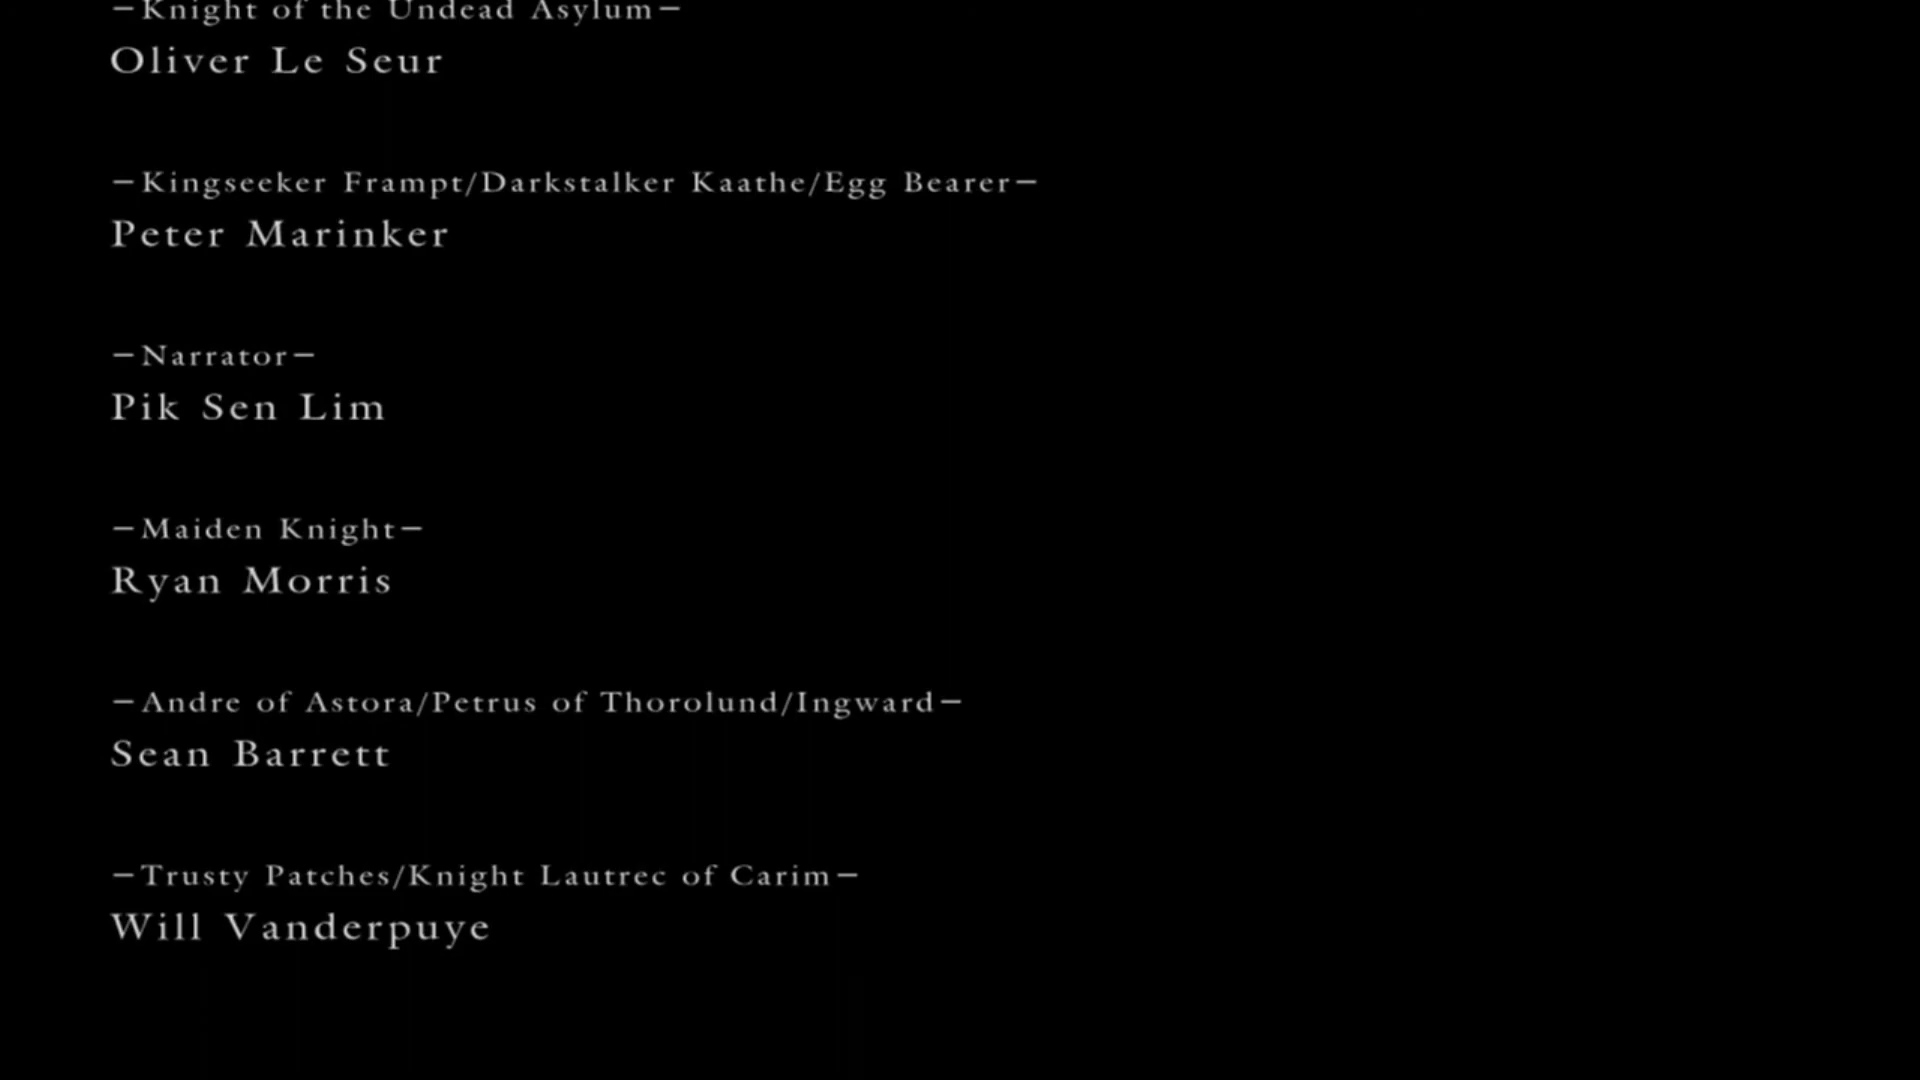 —Knight of the Undead Asylum—
Oliver Le Seur
—Kingseeker Frampt/Darkstalker Kaathe/Egg Bearer—
Peter Marinker
—Narrator—
Pik Sen Lim
—Maiden Knight—
Ryan Morris
—Andre of Astora/Petrus of Thorolund/Ingward—
Sean Barrett
—Trusty Patches/Knight Lautrec of Carim—
Will Vanderpuye